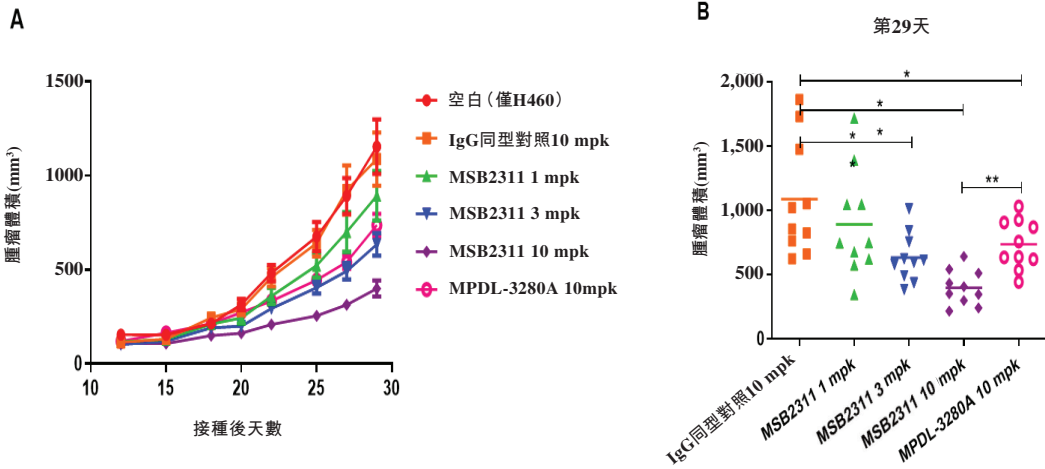 A
腫瘤體積(mm³)
1500
1000
500
0
10 15 20 25 30
接種後天數
空白(僅H460)
IgG同型對照10 mpk
MSB2311 1 mpk
MSB2311 3 mpk
MSB2311 10 mpk
MPDL-3280A 10mpk
B
第29天
腫瘤體積(mm³)
2,000
1,500
1,000
500
0
*
*
* *
*
**
IgG同型對照10 mpk
MSB2311 1 mpk
MSB2311 3 mpk
MSB2311 10 mpk
MPDL-3280A 10 mpk